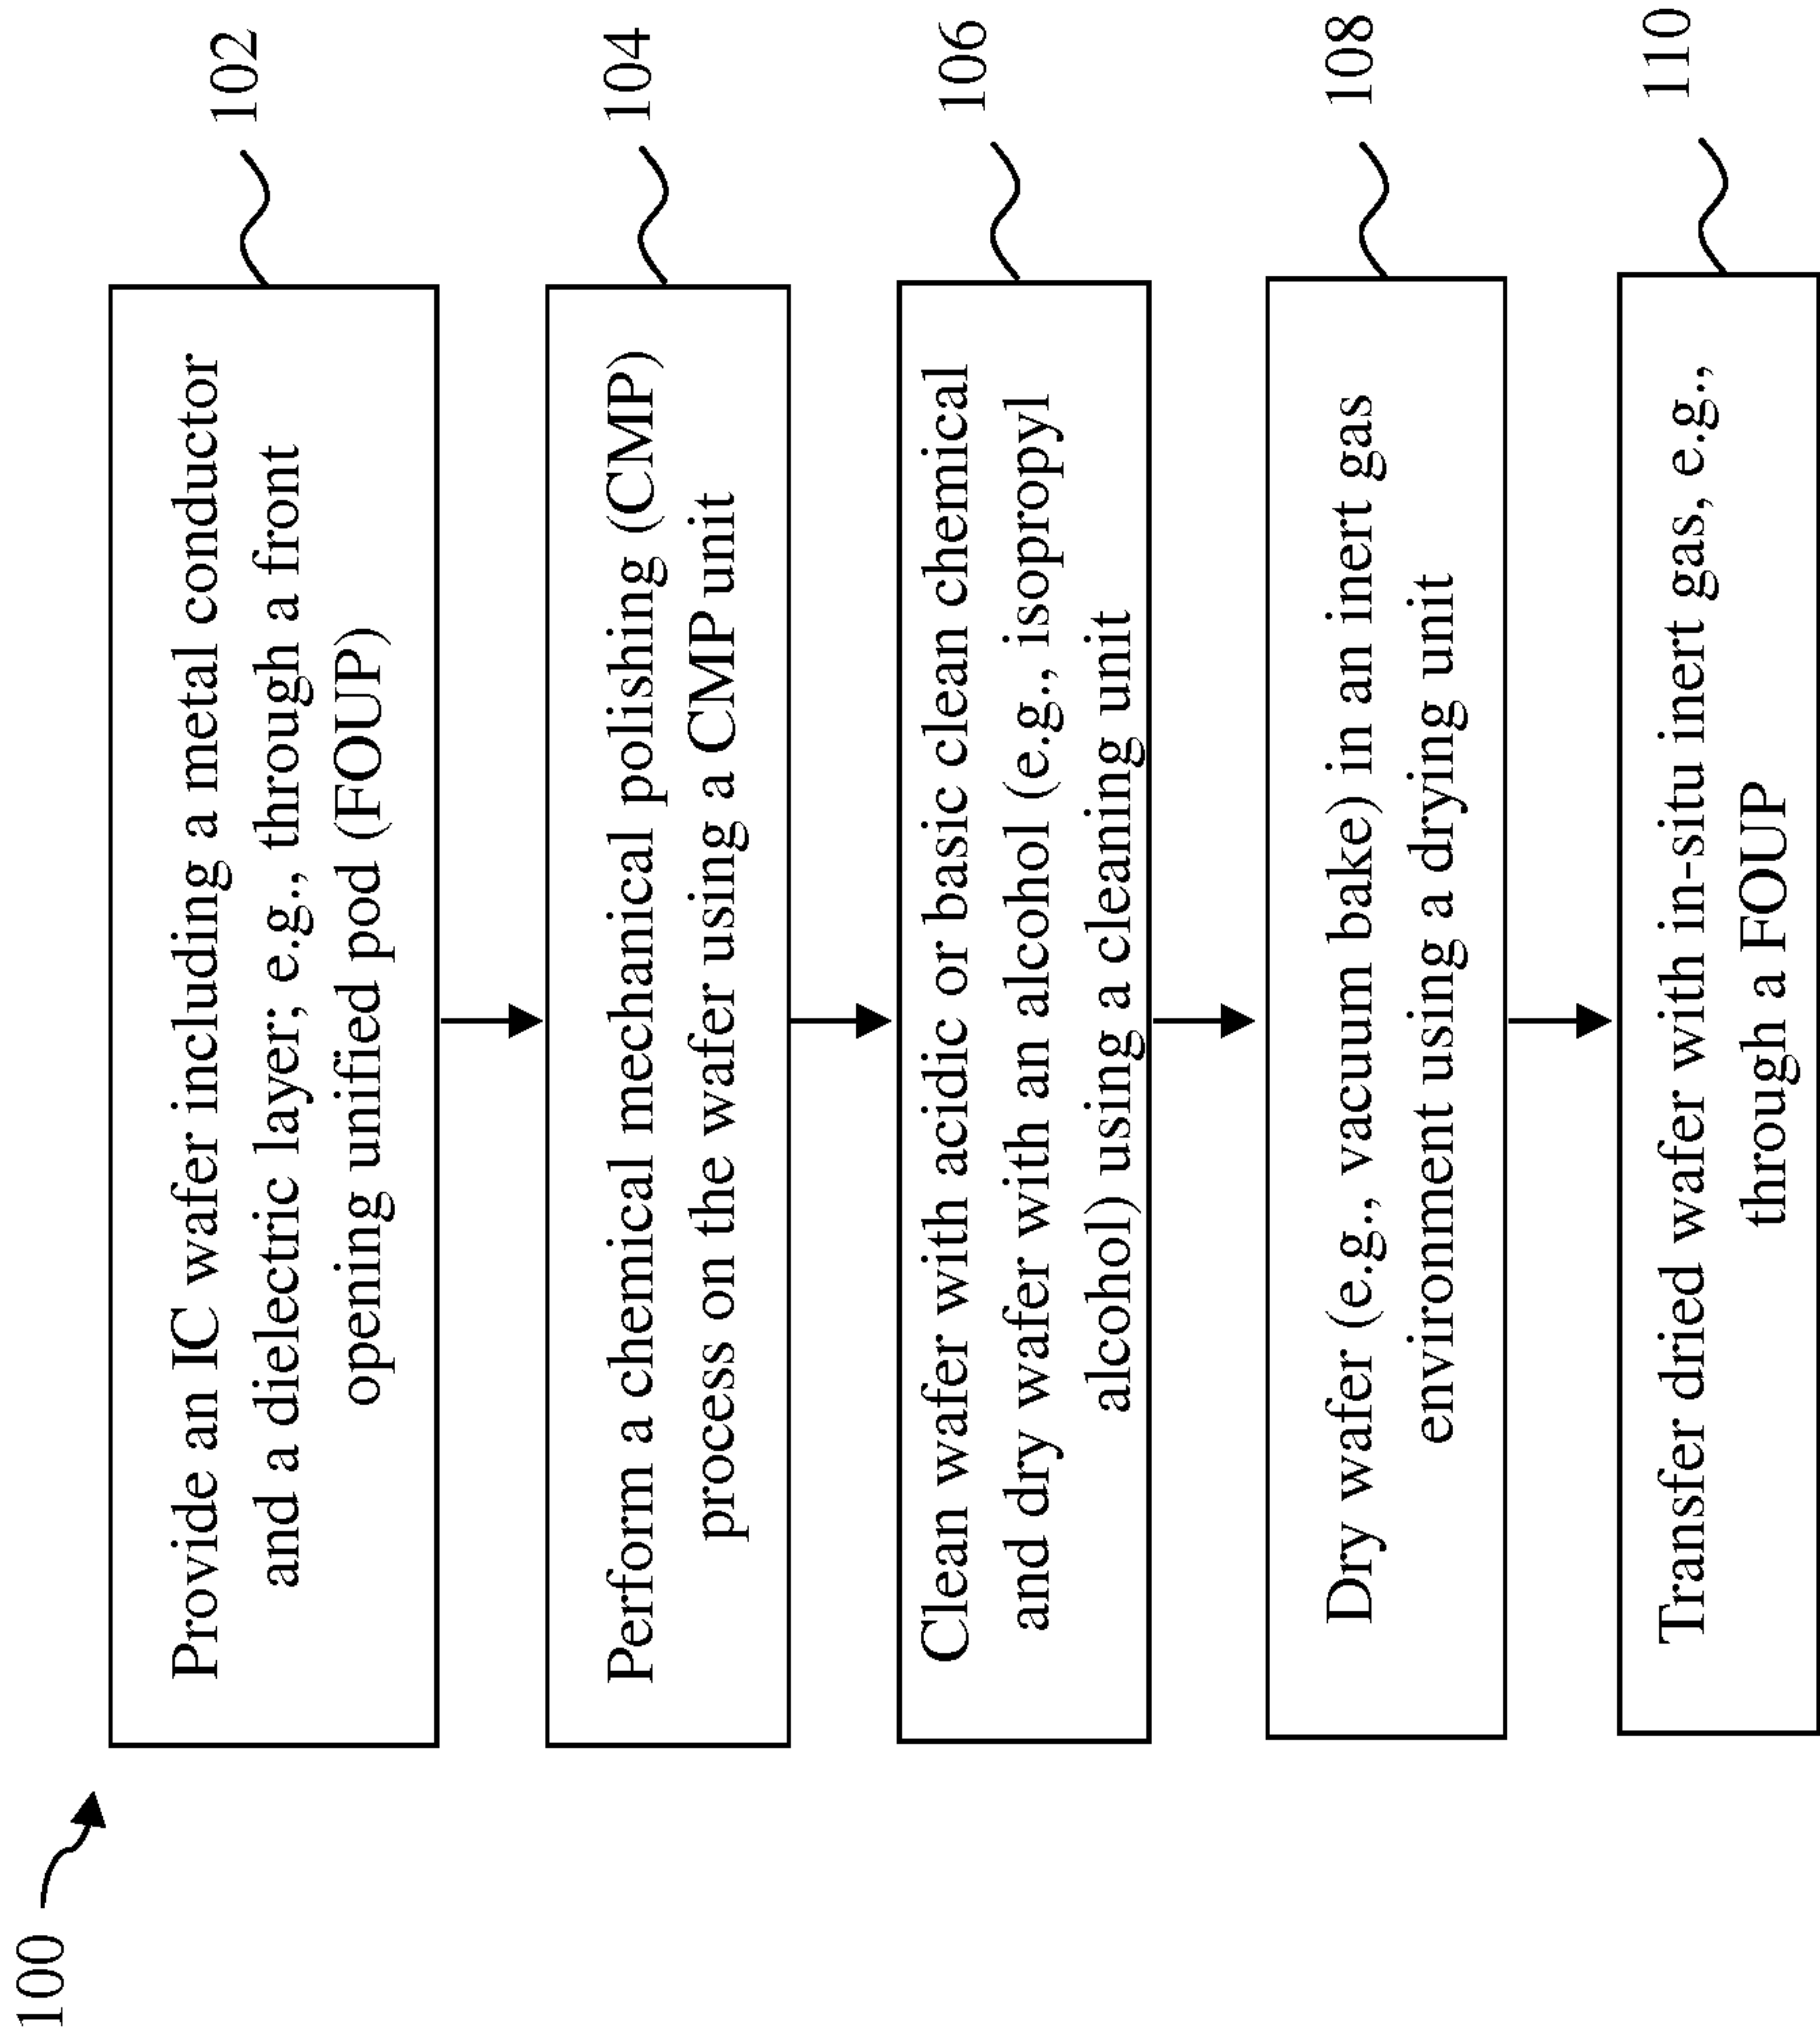 100
Provide an IC wafer including a metal conductor
and a dielectric layer; e.g., through a front
opening unified pod (FOUP)
102
Perform a chemical mechanical polishing (CMP)
process on the wafer using a CMP unit
104
Clean wafer with acidic or basic clean chemical
and dry wafer with an alcohol (e.g., isopropyl
alcohol) using a cleaning unit
106
Dry wafer (e.g., vacuum bake) in an inert gas
environment using a drying unit
108
Transfer dried wafer with in-situ inert gas, e.g.,
through a FOUP
110